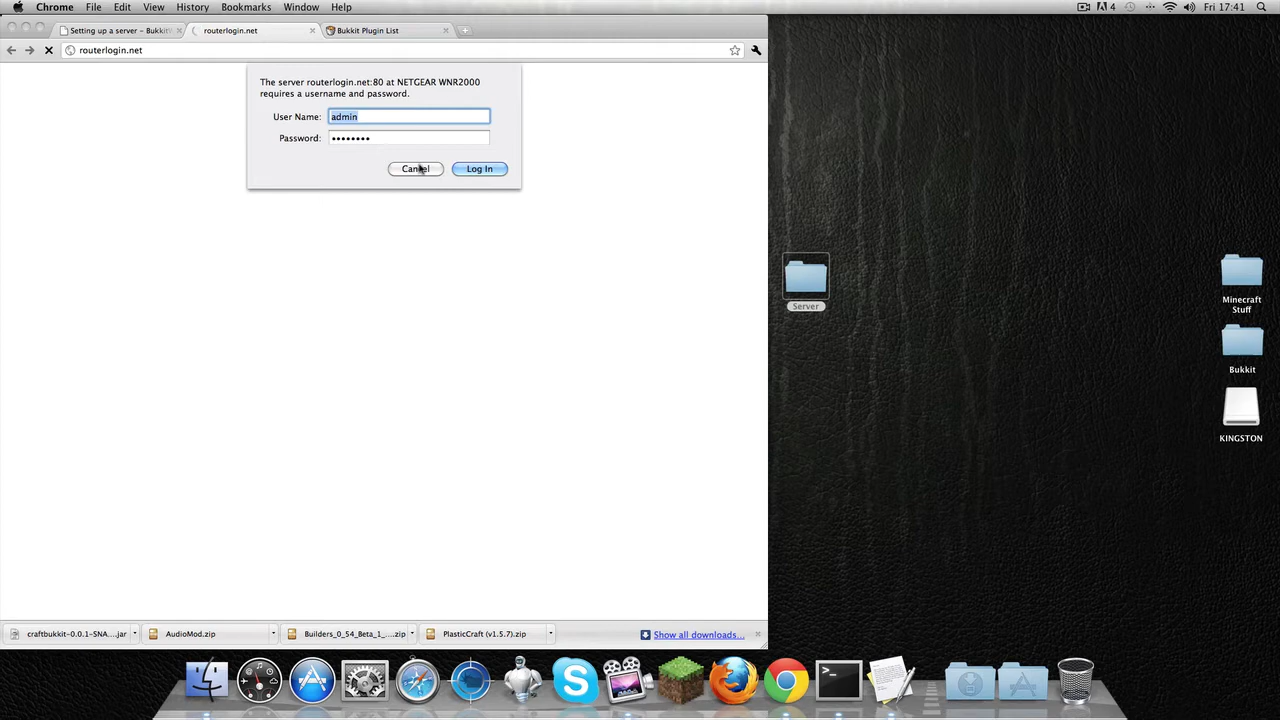 Chrome File Edit View History Bookmarks Window Help 4 Fri 17:41
Setting up a server – Bukkit routerlogin.net Bukkit Plugin List
routerlogin.net
The server routerlogin.net:80 at NETGEAR WNR2000
requires a username and password.
User Name: admin
Password: ••••••••
Cancel Log In
Server
Minecraft
Stuff
Bukkit
KINGSTON
craftbukkit-0.0.1-SNA....jar AudioMod.zip Builders_0_54_Beta_1_....zip PlasticCraft (v1.5.7).zip Show all downloads...